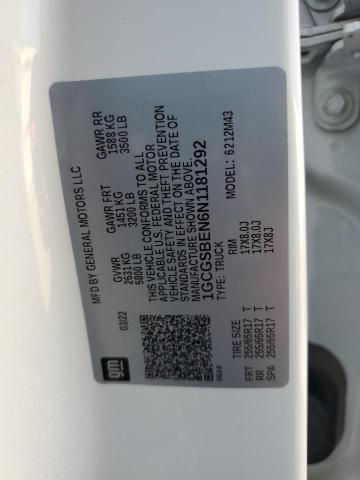 gm
MFD BY GENERAL MOTORS LLC
03/22
GVWR
2631 KG
5800 LB
GAWR FRT
1451 KG
3200 LB
GAWR RR
1588 KG
3500 LB
THIS VEHICLE CONFORMS TO ALL
APPLICABLE U.S. FEDERAL MOTOR
VEHICLE SAFETY AND THEFT PREVENTION
STANDARDS IN EFFECT ON THE DATE OF
MANUFACTURE SHOWN ABOVE.
1GCGSBEN6N1181292
TYPE: TRUCK
MODEL: 6212M43
TIRE SIZE RIM
FRT 255/65R17 T 17X8.0J
RR 255/65R17 T 17X8.0J
SPA 255/65R17 T 17X8J